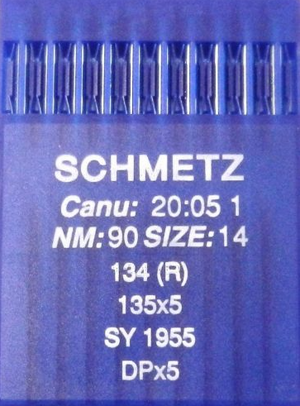 SCHMETZ
Canu: 20:05 1
NM: 90 SIZE: 14
134 (R)
135x5
SY 1955
DPx5